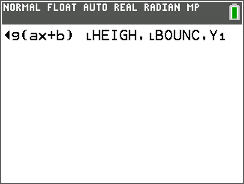 NORMAL FLOAT AUTO REAL RADIAN MP
◄g(ax+b) ʟHEIGH,ʟBOUNC,Y₁